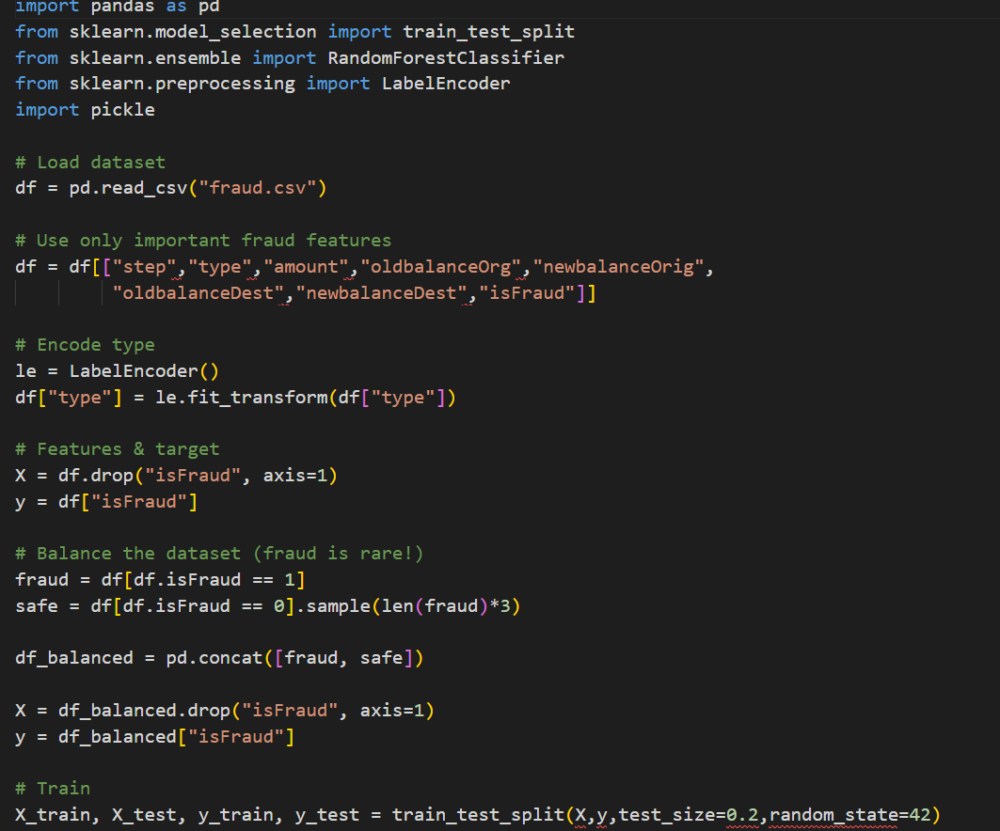 import pandas as pd
from sklearn.model_selection import train_test_split
from sklearn.ensemble import RandomForestClassifier
from sklearn.preprocessing import LabelEncoder
import pickle
# Load dataset
df = pd.read_csv("fraud.csv")
# Use only important fraud features
df = df[["step","type","amount","oldbalanceOrg","newbalanceOrig",
"oldbalanceDest","newbalanceDest","isFraud"]]
# Encode type
le = LabelEncoder()
df["type"] = le.fit_transform(df["type"])
# Features & target
X = df.drop("isFraud", axis=1)
y = df["isFraud"]
# Balance the dataset (fraud is rare!)
fraud = df[df.isFraud == 1]
safe = df[df.isFraud == 0].sample(len(fraud)*3)
df_balanced = pd.concat([fraud, safe])
X = df_balanced.drop("isFraud", axis=1)
y = df_balanced["isFraud"]
# Train
X_train, X_test, y_train, y_test = train_test_split(X,y,test_size=0.2,random_state=42)